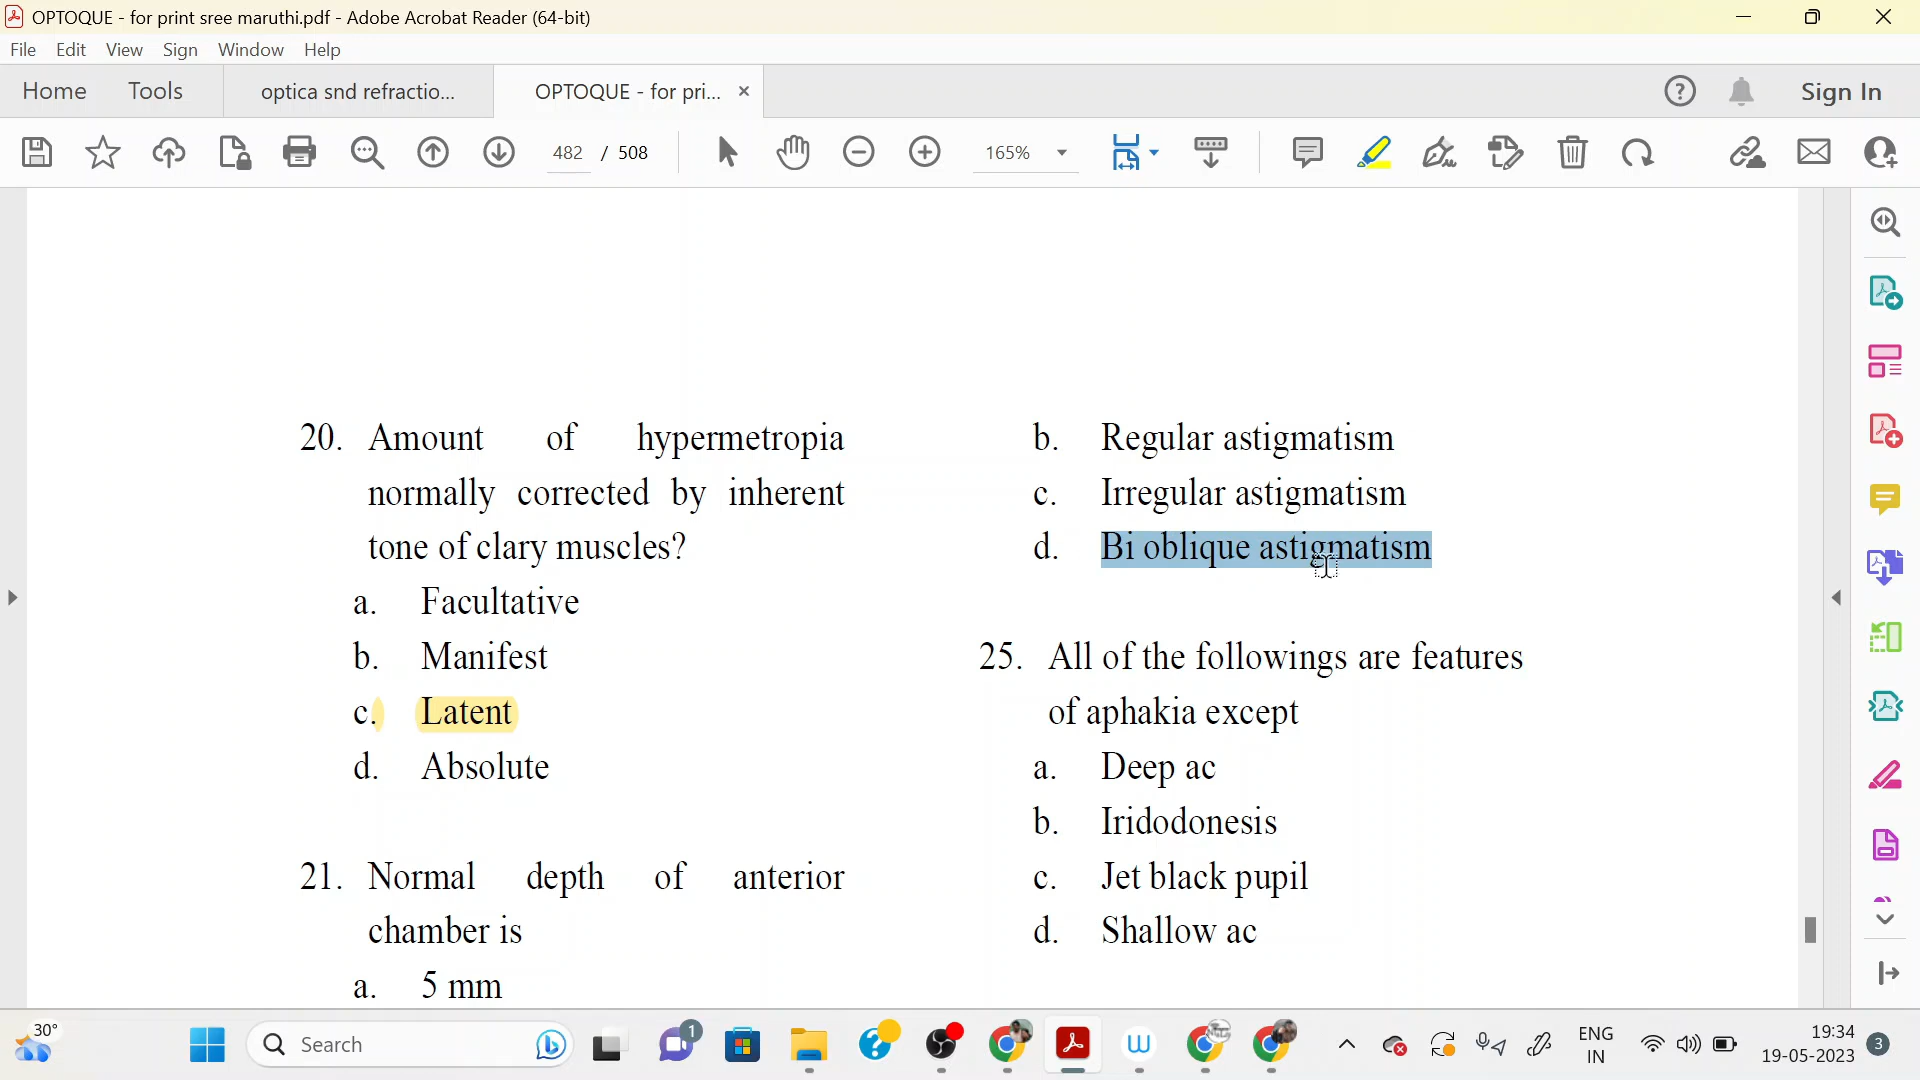 OPTOQUE - for print sree maruthi.pdf - Adobe Acrobat Reader (64-bit)
File Edit View Sign Window Help
Home Tools optica snd refractio... OPTOQUE - for pri... × Sign In
482 / 508 165%
20. Amount of hypermetropia
normally corrected by inherent
tone of clary muscles?
a. Facultative
b. Manifest
c. Latent
d. Absolute
21. Normal depth of anterior
chamber is
a. 5 mm
b. Regular astigmatism
c. Irregular astigmatism
d. Bi oblique astigmatism
25. All of the followings are features
of aphakia except
a. Deep ac
b. Iridodonesis
c. Jet black pupil
d. Shallow ac
30° Search 1 ENG 19:34
IN 19-05-2023 3